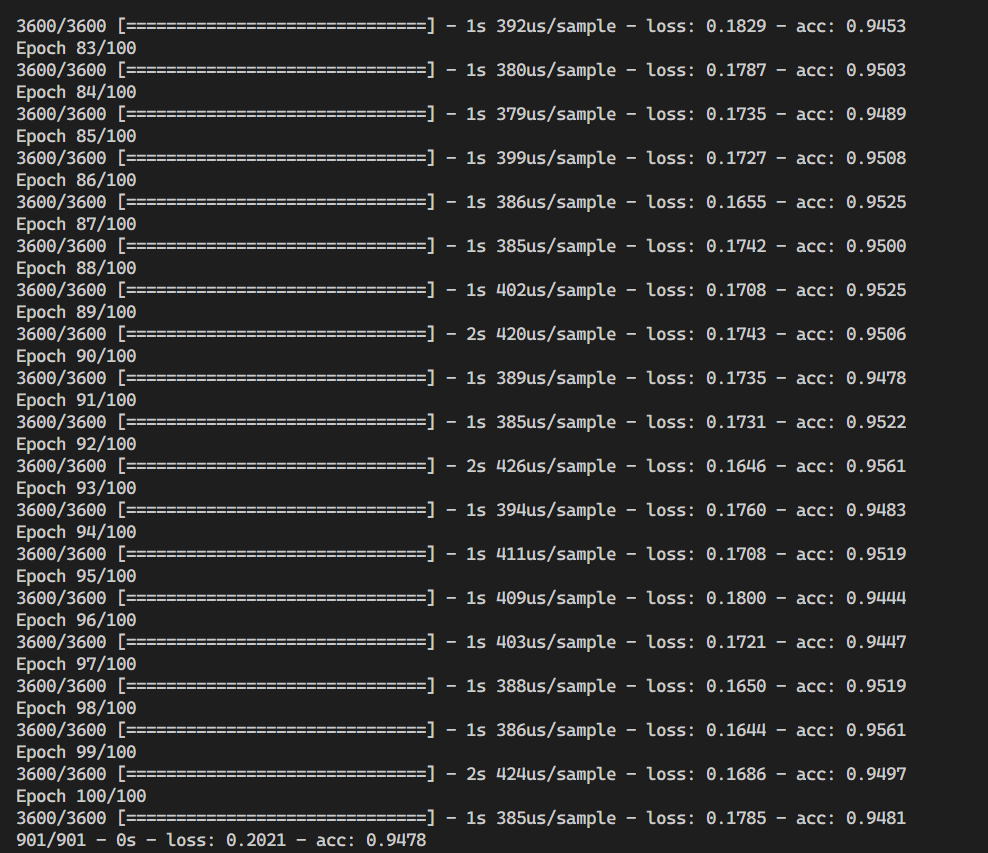 3600/3600 [==============================] - 1s 392us/sample - loss: 0.1829 - acc: 0.9453
Epoch 83/100
3600/3600 [==============================] - 1s 380us/sample - loss: 0.1787 - acc: 0.9503
Epoch 84/100
3600/3600 [==============================] - 1s 379us/sample - loss: 0.1735 - acc: 0.9489
Epoch 85/100
3600/3600 [==============================] - 1s 399us/sample - loss: 0.1727 - acc: 0.9508
Epoch 86/100
3600/3600 [==============================] - 1s 386us/sample - loss: 0.1655 - acc: 0.9525
Epoch 87/100
3600/3600 [==============================] - 1s 385us/sample - loss: 0.1742 - acc: 0.9500
Epoch 88/100
3600/3600 [==============================] - 1s 402us/sample - loss: 0.1708 - acc: 0.9525
Epoch 89/100
3600/3600 [==============================] - 2s 420us/sample - loss: 0.1743 - acc: 0.9506
Epoch 90/100
3600/3600 [==============================] - 1s 389us/sample - loss: 0.1735 - acc: 0.9478
Epoch 91/100
3600/3600 [==============================] - 1s 385us/sample - loss: 0.1731 - acc: 0.9522
Epoch 92/100
3600/3600 [==============================] - 2s 426us/sample - loss: 0.1646 - acc: 0.9561
Epoch 93/100
3600/3600 [==============================] - 1s 394us/sample - loss: 0.1760 - acc: 0.9483
Epoch 94/100
3600/3600 [==============================] - 1s 411us/sample - loss: 0.1708 - acc: 0.9519
Epoch 95/100
3600/3600 [==============================] - 1s 409us/sample - loss: 0.1800 - acc: 0.9444
Epoch 96/100
3600/3600 [==============================] - 1s 403us/sample - loss: 0.1721 - acc: 0.9447
Epoch 97/100
3600/3600 [==============================] - 1s 388us/sample - loss: 0.1650 - acc: 0.9519
Epoch 98/100
3600/3600 [==============================] - 1s 386us/sample - loss: 0.1644 - acc: 0.9561
Epoch 99/100
3600/3600 [==============================] - 2s 424us/sample - loss: 0.1686 - acc: 0.9497
Epoch 100/100
3600/3600 [==============================] - 1s 385us/sample - loss: 0.1785 - acc: 0.9481
901/901 - 0s - loss: 0.2021 - acc: 0.9478